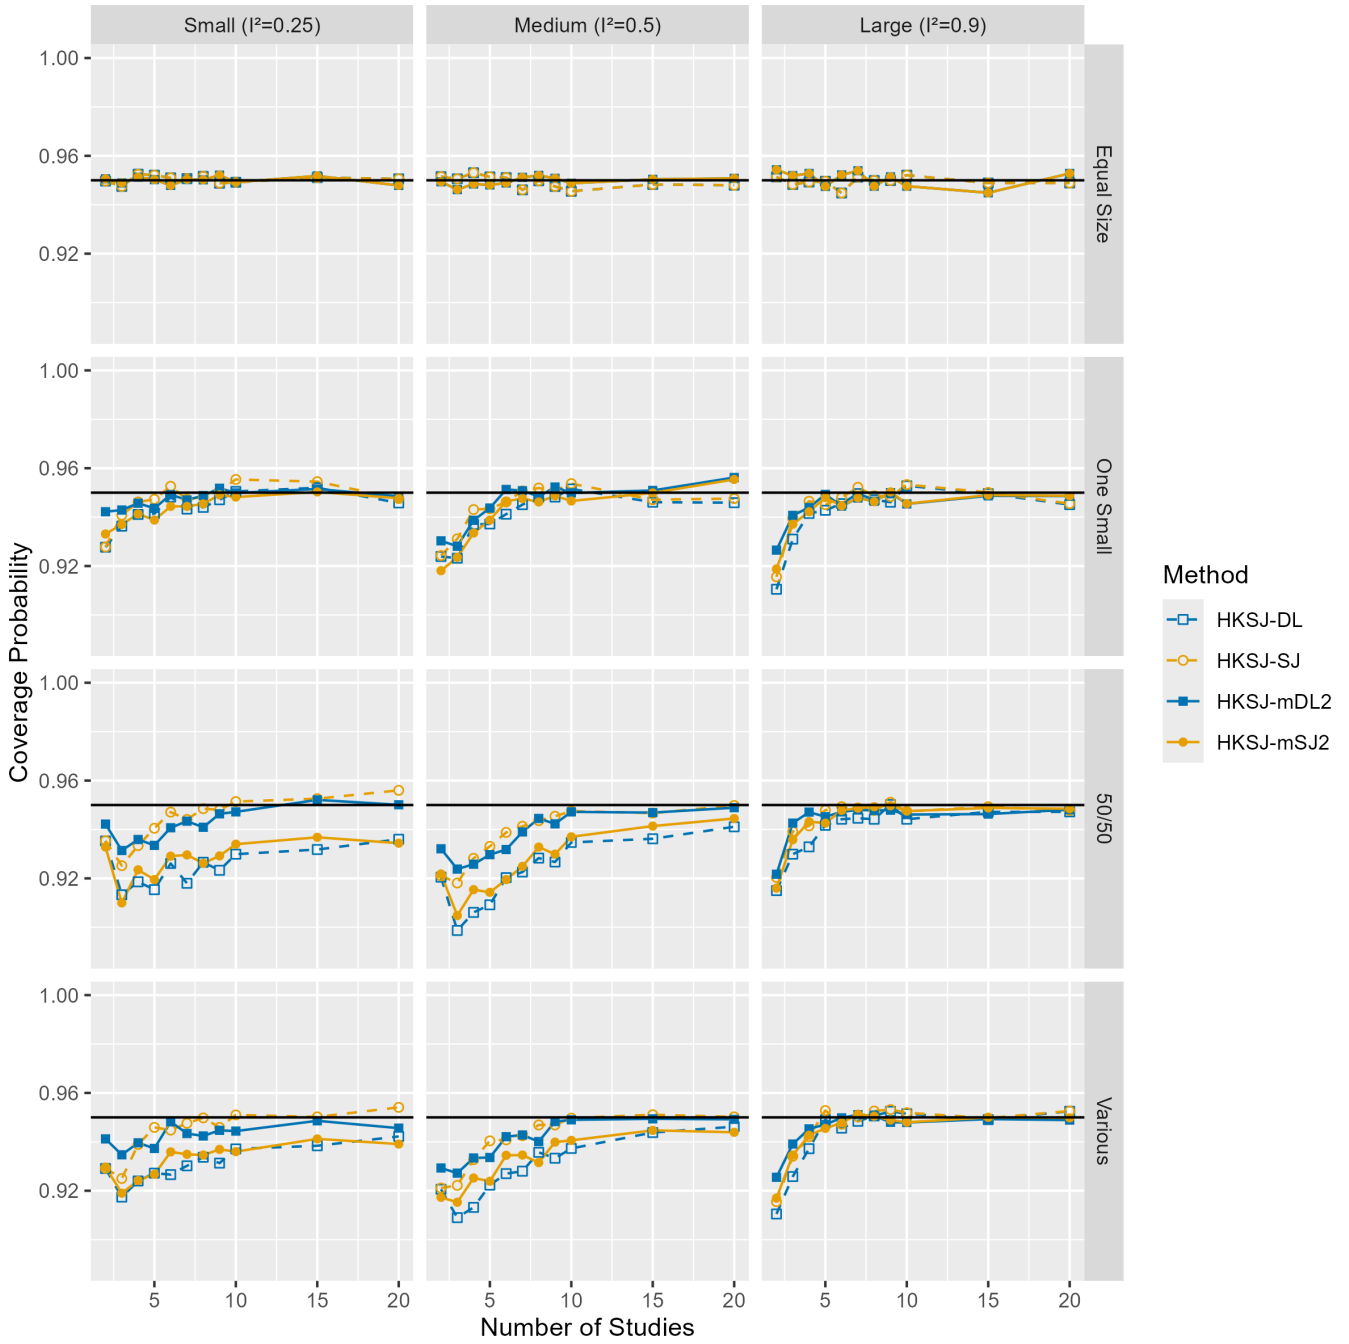 Small (I²=0.25)
Medium (I²=0.5)
Large (I²=0.9)
1.00
0.96
0.92
Equal Size
1.00
0.96
0.92
One Small
1.00
0.96
0.92
50/50
1.00
0.96
0.92
Various
5 10 15 20
5 10 15 20
5 10 15 20
Number of Studies
Coverage Probability
Method
HKSJ-DL
HKSJ-SJ
HKSJ-mDL2
HKSJ-mSJ2